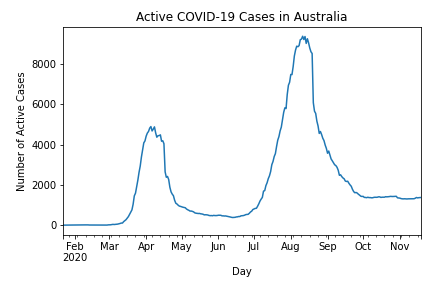 Active COVID-19 Cases in Australia
Number of Active Cases
8000
6000
4000
2000
0
Feb Mar Apr May Jun Jul Aug Sep Oct Nov
2020
Day